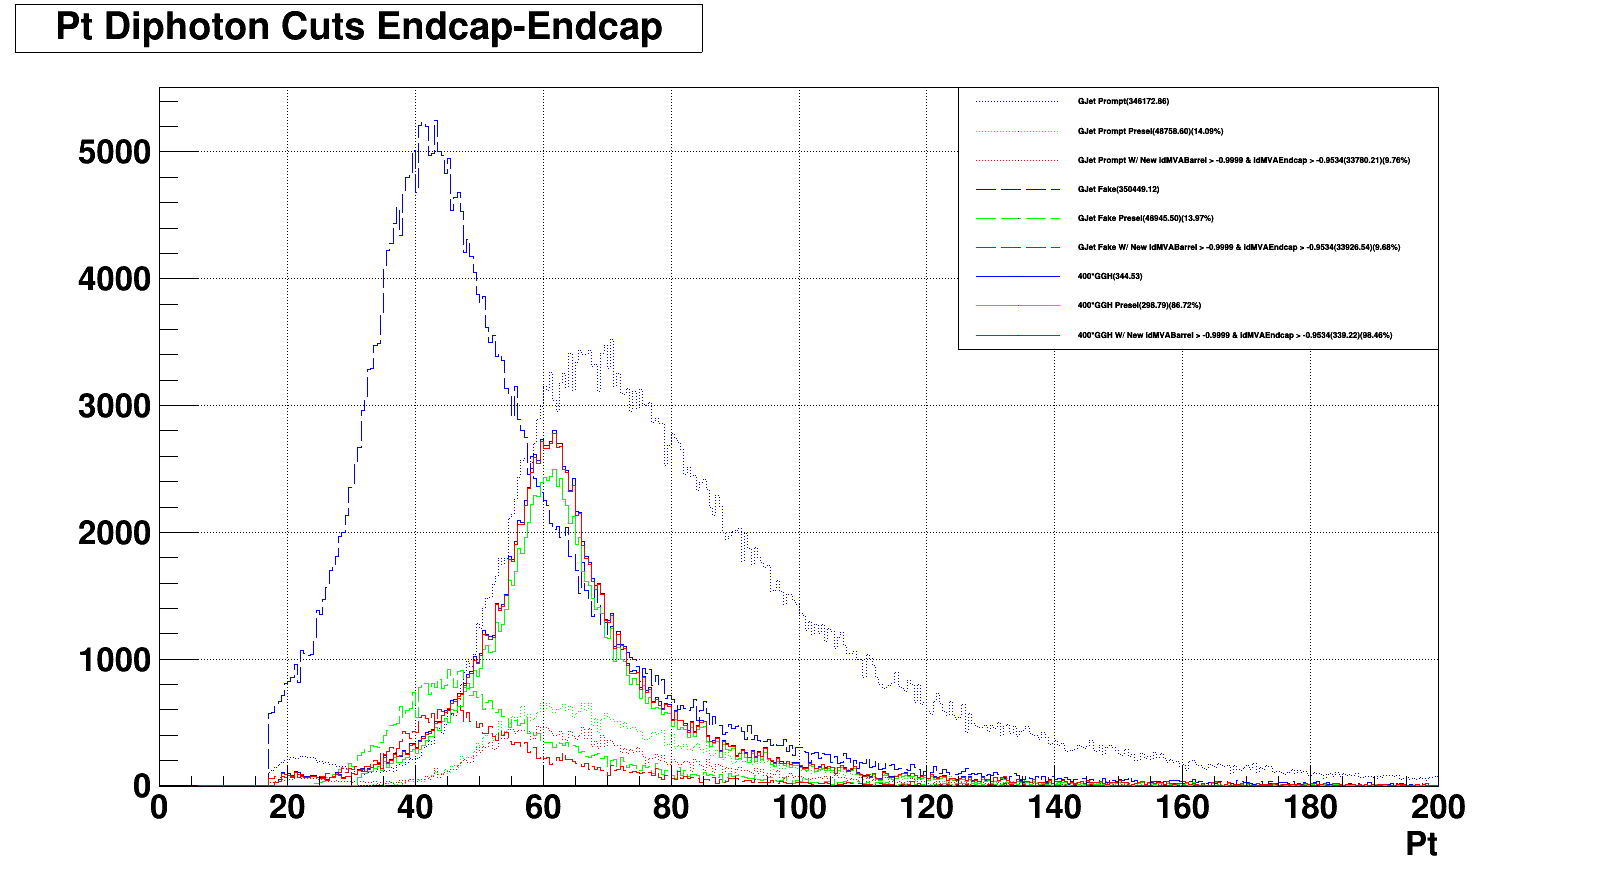 Pt Diphoton Cuts Endcap-Endcap
GJet Prompt(346172.86)
GJet Prompt Presel(48758.60)(14.09%)
GJet Prompt W/ New idMVABarrel > -0.9999 & idMVAEndcap > -0.9534(33780.21)(9.76%)
GJet Fake(350449.12)
GJet Fake Presel(48945.50)(13.97%)
GJet Fake W/ New idMVABarrel > -0.9999 & idMVAEndcap > -0.9534(33926.54)(9.68%)
400*GGH(344.53)
400*GGH Presel(298.79)(86.72%)
400*GGH W/ New idMVABarrel > -0.9999 & idMVAEndcap > -0.9534(339.22)(98.46%)
5000
4000
3000
2000
1000
0
0 20 40 60 80 100 120 140 160 180 200
Pt